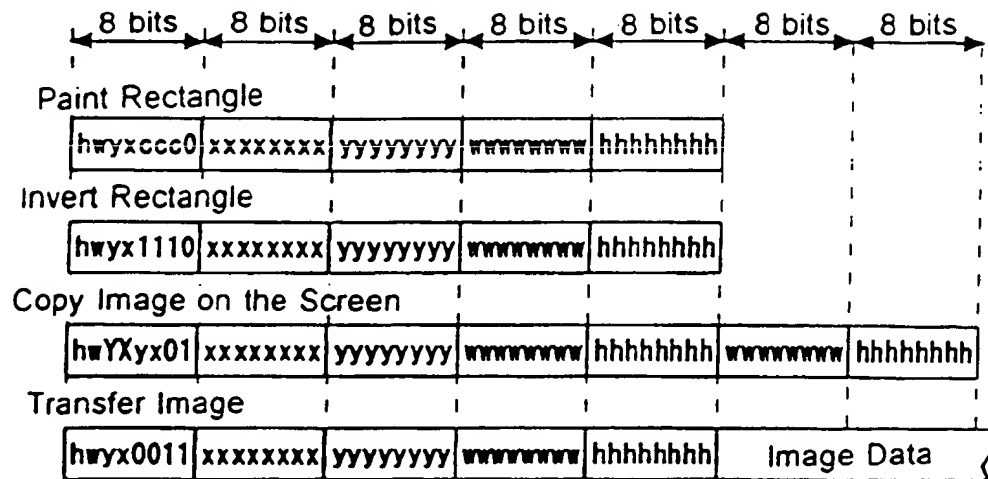 8 bits 8 bits 8 bits 8 bits 8 bits 8 bits 8 bits
Paint Rectangle
hwyxccc0 xxxxxxxx yyyyyyyy wwwwwwww hhhhhhhh
Invert Rectangle
hwyx1110 xxxxxxxx yyyyyyyy wwwwwwww hhhhhhhh
Copy Image on the Screen
hwYXyx01 xxxxxxxx yyyyyyyy wwwwwwww hhhhhhhh wwwwwwww hhhhhhhh
Transfer Image
hwyx0011 xxxxxxxx yyyyyyyy wwwwwwww hhhhhhhh Image Data